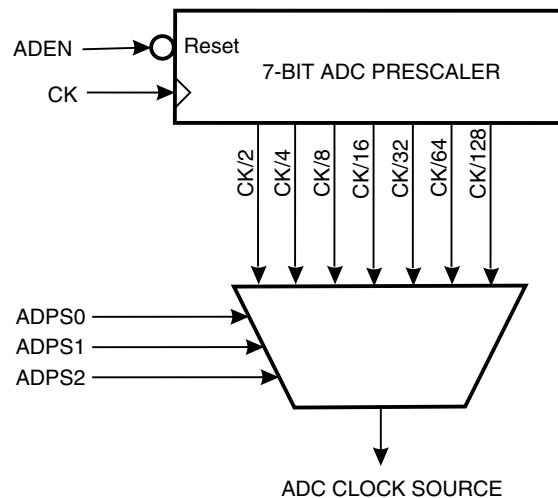 ADEN
Reset
7-BIT ADC PRESCALER
CK
CK/2
CK/4
CK/8
CK/16
CK/32
CK/64
CK/128
ADPS0
ADPS1
ADPS2
ADC CLOCK SOURCE